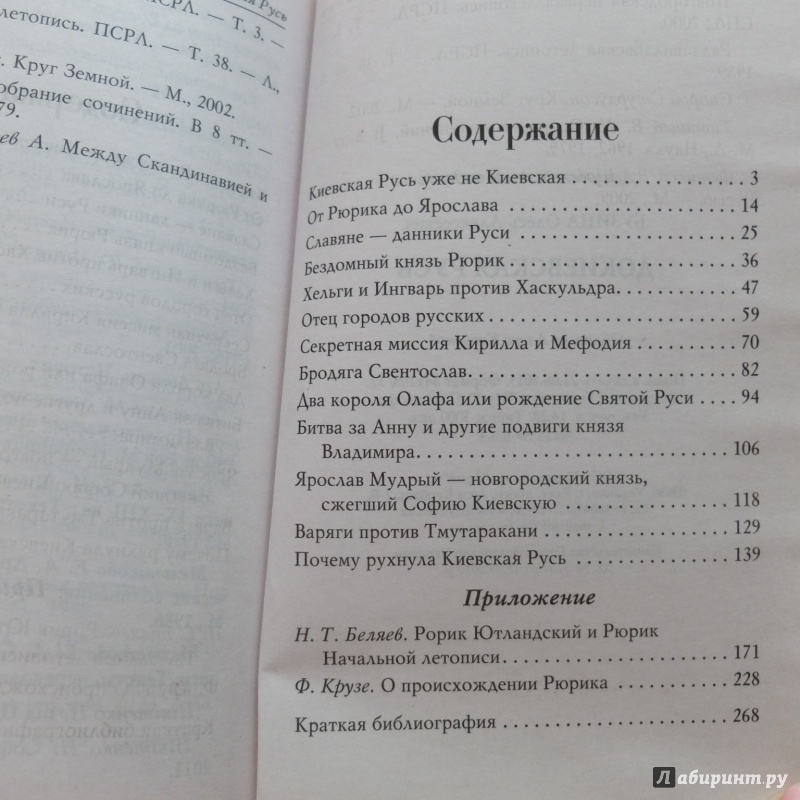 ая Русь
ПСРЛ. — Т. 3. —
летопись. ПСРЛ. — Т. 38. — Л.,
Круг Земной. — М., 2002.
обрание сочинений. В 8 тт. —
79.
ев А. Между Скандинавией и
Содержание
Киевская Русь уже не Киевская . . . . . . . . . . . . . . . . 3
От Рюрика до Ярослава . . . . . . . . . . . . . . . . . . . . . 14
Славяне — данники Руси . . . . . . . . . . . . . . . . . . . . 25
Бездомный князь Рюрик . . . . . . . . . . . . . . . . . . . . . 36
Хельги и Ингварь против Хаскульдра. . . . . . . . . . . . 47
Отец городов русских . . . . . . . . . . . . . . . . . . . . . . . 59
Секретная миссия Кирилла и Мефодия . . . . . . . . . . 70
Бродяга Свентослав. . . . . . . . . . . . . . . . . . . . . . . . 82
Два короля Олафа или рождение Святой Руси . . . . 94
Битва за Анну и другие подвиги князя
Владимира. . . . . . . . . . . . . . . . . . . . . . . . . . . . 106
Ярослав Мудрый — новгородский князь,
сжегший Софию Киевскую . . . . . . . . . . . . . . . 118
Варяги против Тмутаракани . . . . . . . . . . . . . . . . . 129
Почему рухнула Киевская Русь . . . . . . . . . . . . . . 139
Приложение
Н. Т. Беляев. Рорик Ютландский и Рюрик
Начальной летописи. . . . . . . . . . . . . . . . . . . . . 171
Ф. Крузе. О происхождении Рюрика . . . . . . . . . . . 228
Краткая библиография . . . . . . . . . . . . . . . . . . . . . 268
Лабиринт.ру